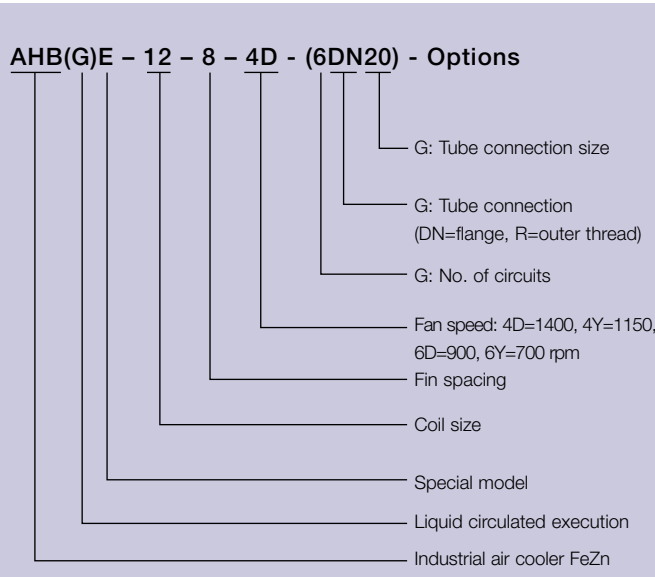 AHB(G)E – 12 – 8 – 4D - (6DN20) - Options
G: Tube connection size
G: Tube connection
(DN=flange, R=outer thread)
G: No. of circuits
Fan speed: 4D=1400, 4Y=1150,
6D=900, 6Y=700 rpm
Fin spacing
Coil size
Special model
Liquid circulated execution
Industrial air cooler FeZn